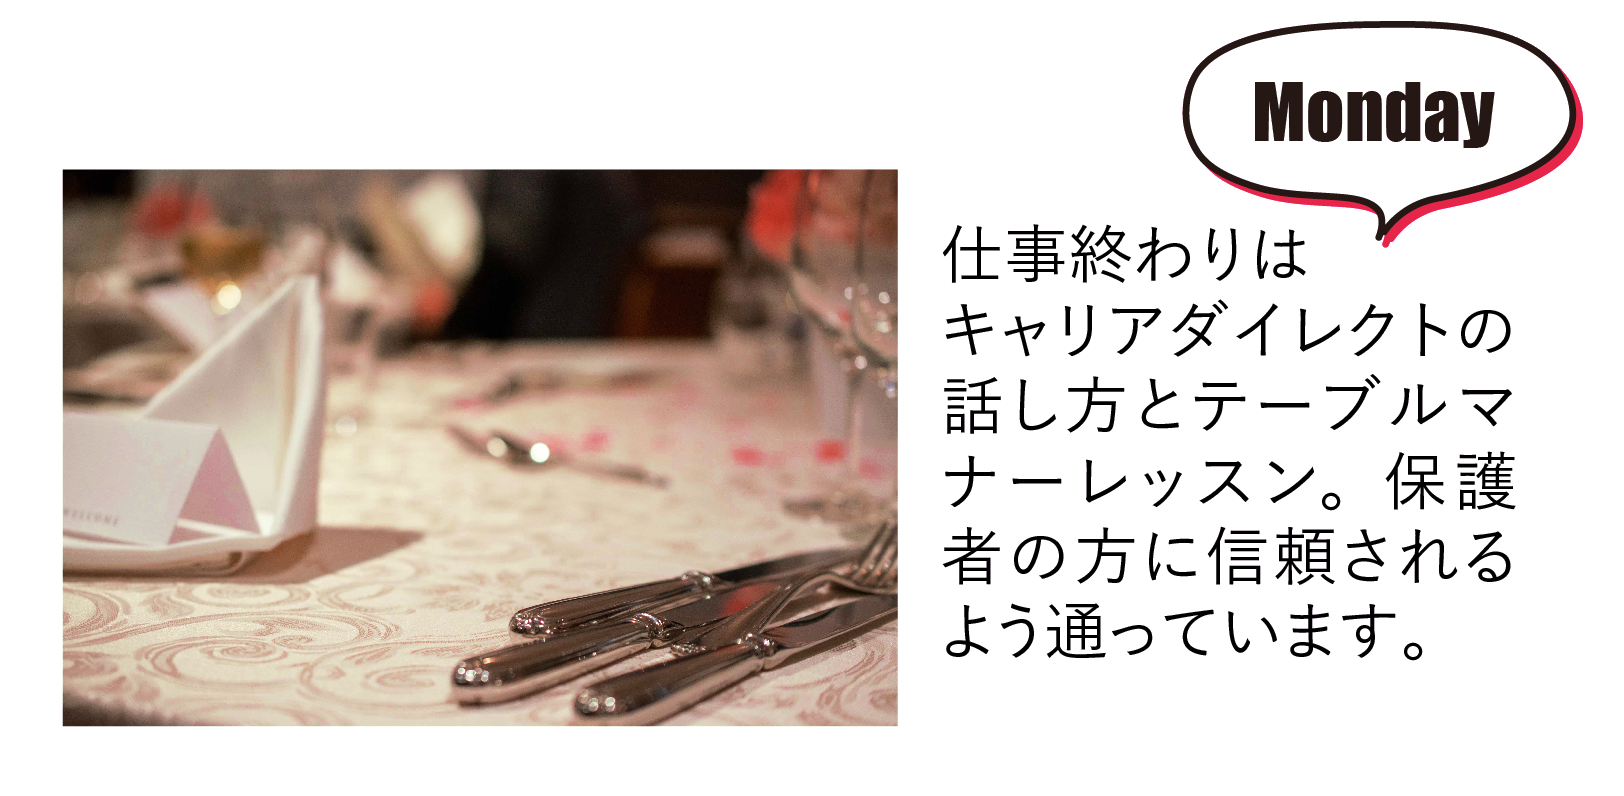 Monday
仕事終わりは
キャリアダイレクトの
話し方とテーブルマ
ナーレッスン。保護
者の方に信頼される
よう通っています。